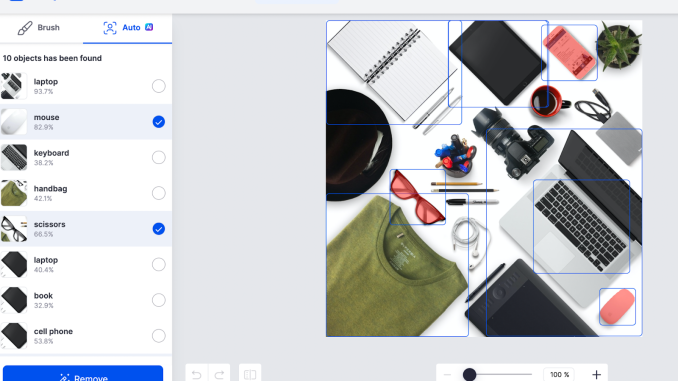 Brush
Auto AI
10 objects has been found
laptop
93.7%
mouse
82.9%
keyboard
38.2%
handbag
42.1%
scissors
66.5%
laptop
40.4%
book
32.9%
cell phone
53.8%
Remove
100 %